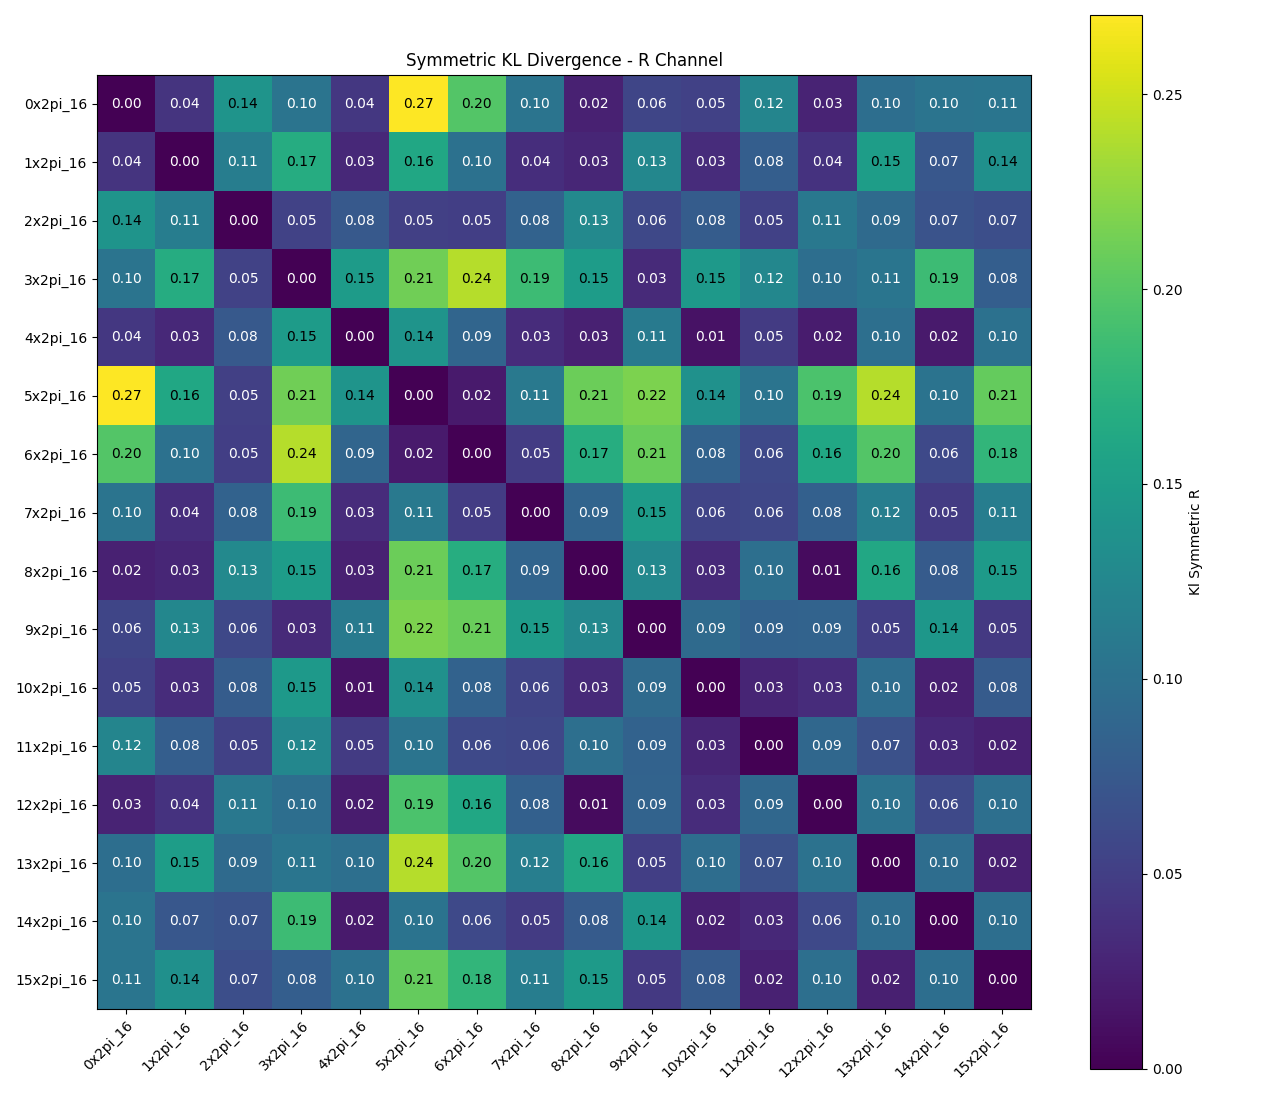 Symmetric KL Divergence - R Channel
0x2pi_16 0.00 0.04 0.14 0.10 0.04 0.27 0.20 0.10 0.02 0.06 0.05 0.12 0.03 0.10 0.10 0.11
1x2pi_16 0.04 0.00 0.11 0.17 0.03 0.16 0.10 0.04 0.03 0.13 0.03 0.08 0.04 0.15 0.07 0.14
2x2pi_16 0.14 0.11 0.00 0.05 0.08 0.05 0.05 0.08 0.13 0.06 0.08 0.05 0.11 0.09 0.07 0.07
3x2pi_16 0.10 0.17 0.05 0.00 0.15 0.21 0.24 0.19 0.15 0.03 0.15 0.12 0.10 0.11 0.19 0.08
4x2pi_16 0.04 0.03 0.08 0.15 0.00 0.14 0.09 0.03 0.03 0.11 0.01 0.05 0.02 0.10 0.02 0.10
5x2pi_16 0.27 0.16 0.05 0.21 0.14 0.00 0.02 0.11 0.21 0.22 0.14 0.10 0.19 0.24 0.10 0.21
6x2pi_16 0.20 0.10 0.05 0.24 0.09 0.02 0.00 0.05 0.17 0.21 0.08 0.06 0.16 0.20 0.06 0.18
7x2pi_16 0.10 0.04 0.08 0.19 0.03 0.11 0.05 0.00 0.09 0.15 0.06 0.06 0.08 0.12 0.05 0.11
8x2pi_16 0.02 0.03 0.13 0.15 0.03 0.21 0.17 0.09 0.00 0.13 0.03 0.10 0.01 0.16 0.08 0.15
9x2pi_16 0.06 0.13 0.06 0.03 0.11 0.22 0.21 0.15 0.13 0.00 0.09 0.09 0.09 0.05 0.14 0.05
10x2pi_16 0.05 0.03 0.08 0.15 0.01 0.14 0.08 0.06 0.03 0.09 0.00 0.03 0.03 0.10 0.02 0.08
11x2pi_16 0.12 0.08 0.05 0.12 0.05 0.10 0.06 0.06 0.10 0.09 0.03 0.00 0.09 0.07 0.03 0.02
12x2pi_16 0.03 0.04 0.11 0.10 0.02 0.19 0.16 0.08 0.01 0.09 0.03 0.09 0.00 0.10 0.06 0.10
13x2pi_16 0.10 0.15 0.09 0.11 0.10 0.24 0.20 0.12 0.16 0.05 0.10 0.07 0.10 0.00 0.10 0.02
14x2pi_16 0.10 0.07 0.07 0.19 0.02 0.10 0.06 0.05 0.08 0.14 0.02 0.03 0.06 0.10 0.00 0.10
15x2pi_16 0.11 0.14 0.07 0.08 0.10 0.21 0.18 0.11 0.15 0.05 0.08 0.02 0.10 0.02 0.10 0.00
0x2pi_16 1x2pi_16 2x2pi_16 3x2pi_16 4x2pi_16 5x2pi_16 6x2pi_16 7x2pi_16 8x2pi_16 9x2pi_16 10x2pi_16 11x2pi_16 12x2pi_16 13x2pi_16 14x2pi_16 15x2pi_16
0.25
0.20
0.15
0.10
0.05
0.00
Kl Symmetric R